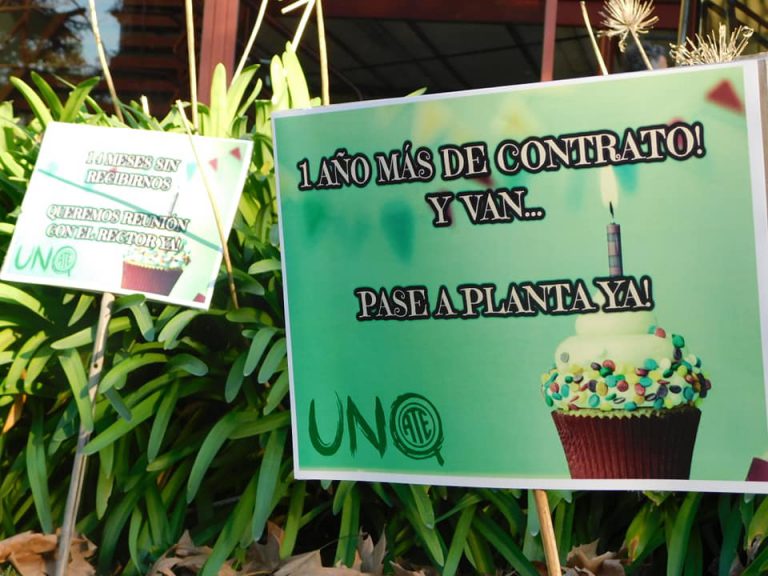 14 MESES SIN
RECIBIRNOS
QUEREMOS REUNIÓN
CON EL RECTOR YA!
UNQ
ATE
1 AÑO MÁS DE CONTRATO!
Y VAN...
PASE A PLANTA YA!
UNQ
ATE